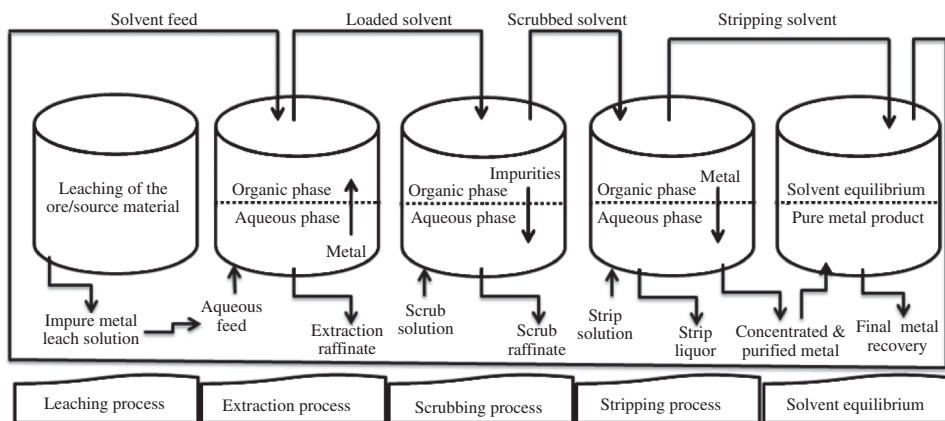 Solvent feed
Loaded solvent
Scrubbed solvent
Stripping solvent
Leaching of the
ore/source material
Organic phase
Aqueous phase
Metal
Impurities
Organic phase
Aqueous phase
Metal
Organic phase
Aqueous phase
Solvent equilibrium
Pure metal product
Impure metal
leach solution
Aqueous
feed
Extraction
raffinate
Scrub
solution
Scrub
raffinate
Strip
solution
Strip
liquor
Concentrated &
purified metal
Final metal
recovery
Leaching process
Extraction process
Scrubbing process
Stripping process
Solvent equilibrium